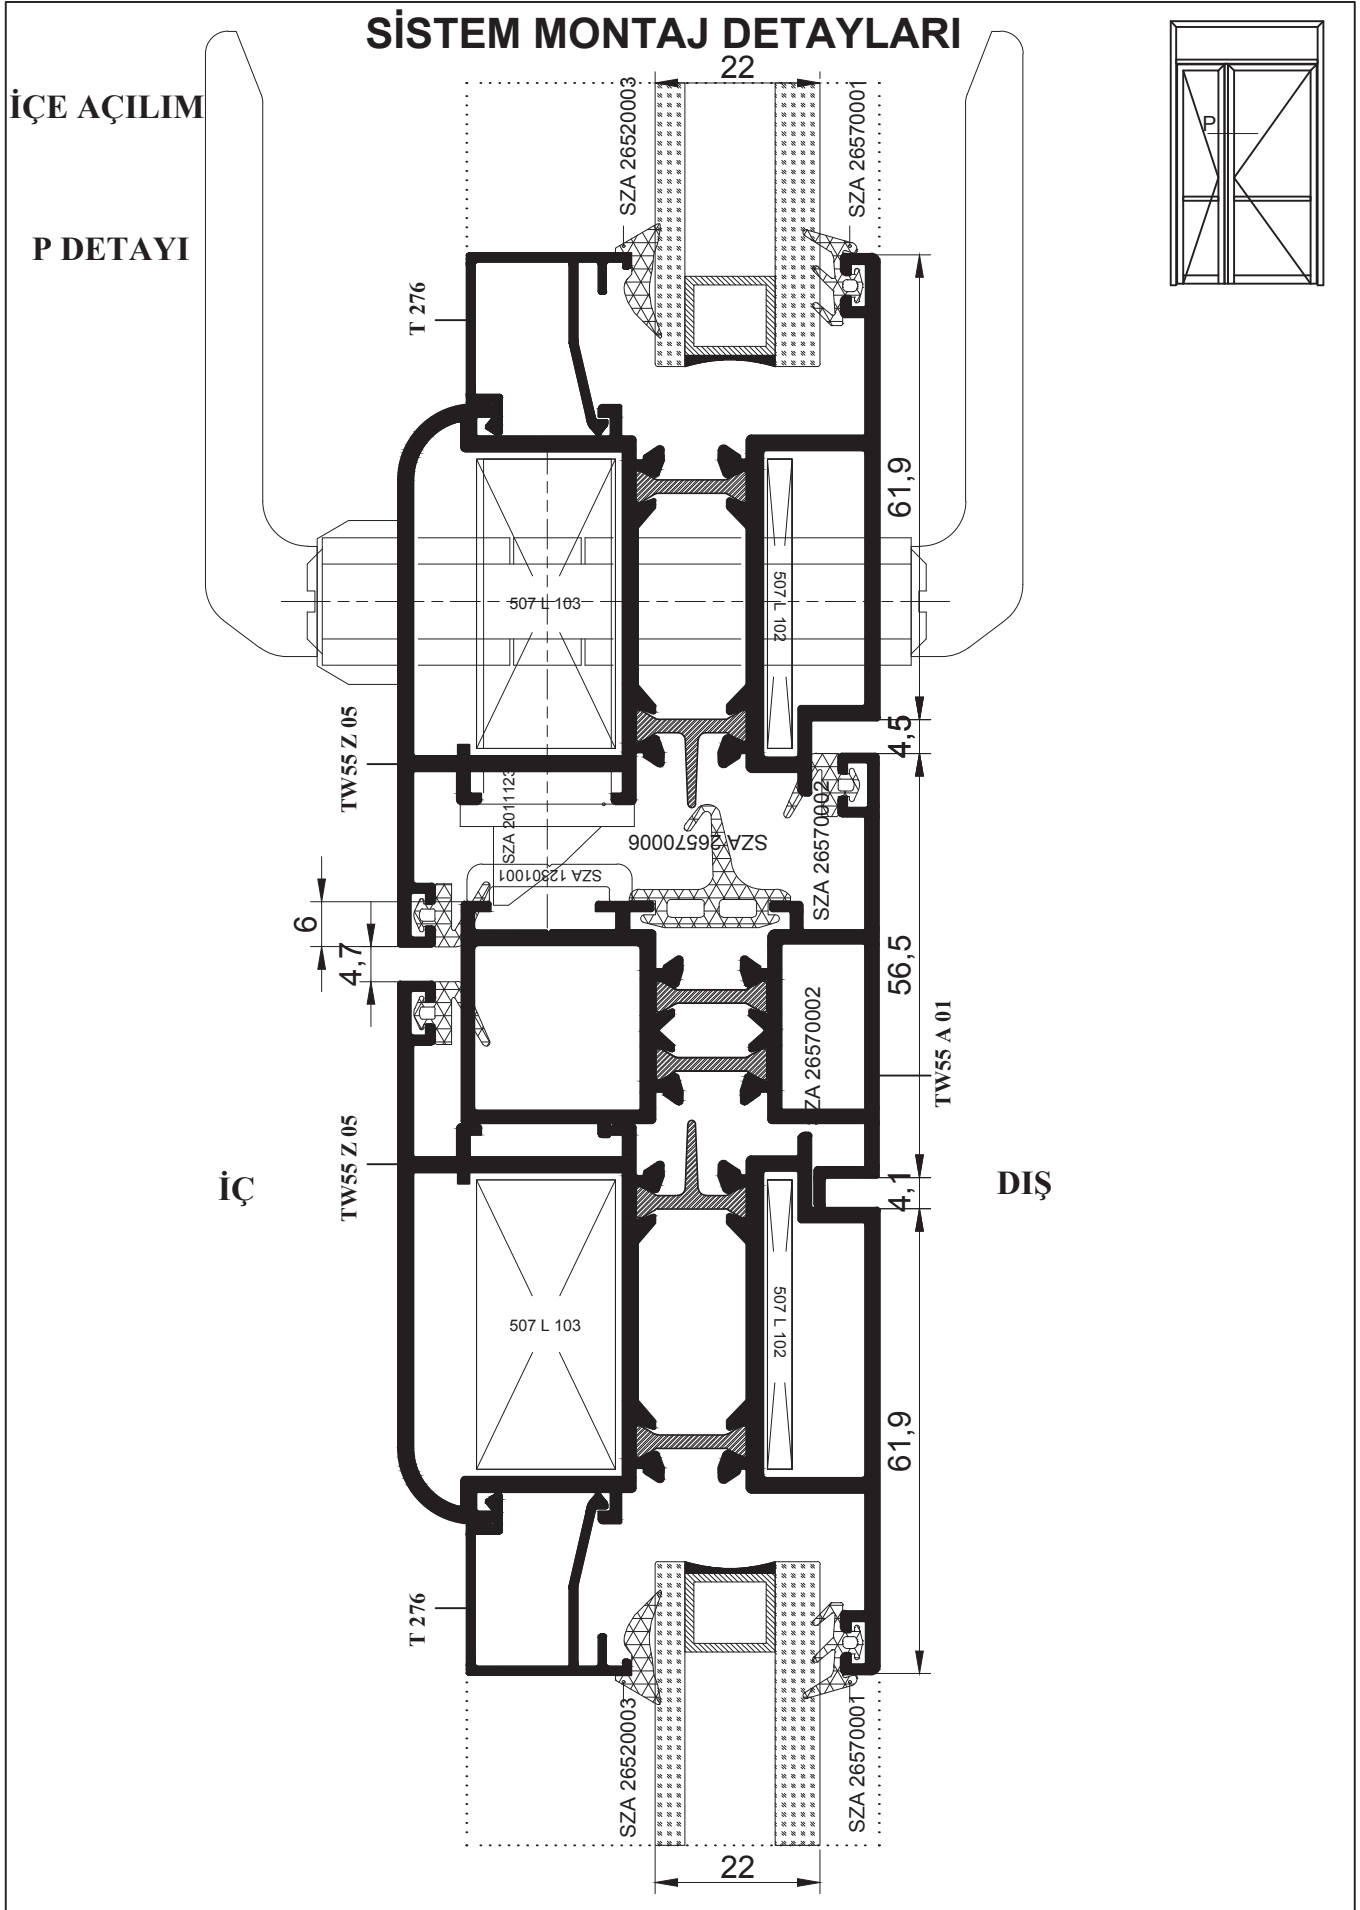 SİSTEM MONTAJ DETAYLARI
22
İÇE AÇILIM
P DETAYI
P
SZA 26520003
SZA 26570001
T 276
61,9
507 L 103
507 L 102
TW55 Z 05
4,5
SZA 2011123
SZA 26570006
SZA 26570002
SZA 12301001
6
4,7
56,5
ZA 26570002
TW55 A 01
TW55 Z 05
İÇ
DIŞ
4,1
507 L 103
507 L 102
61,9
T 276
SZA 26520003
SZA 26570001
22